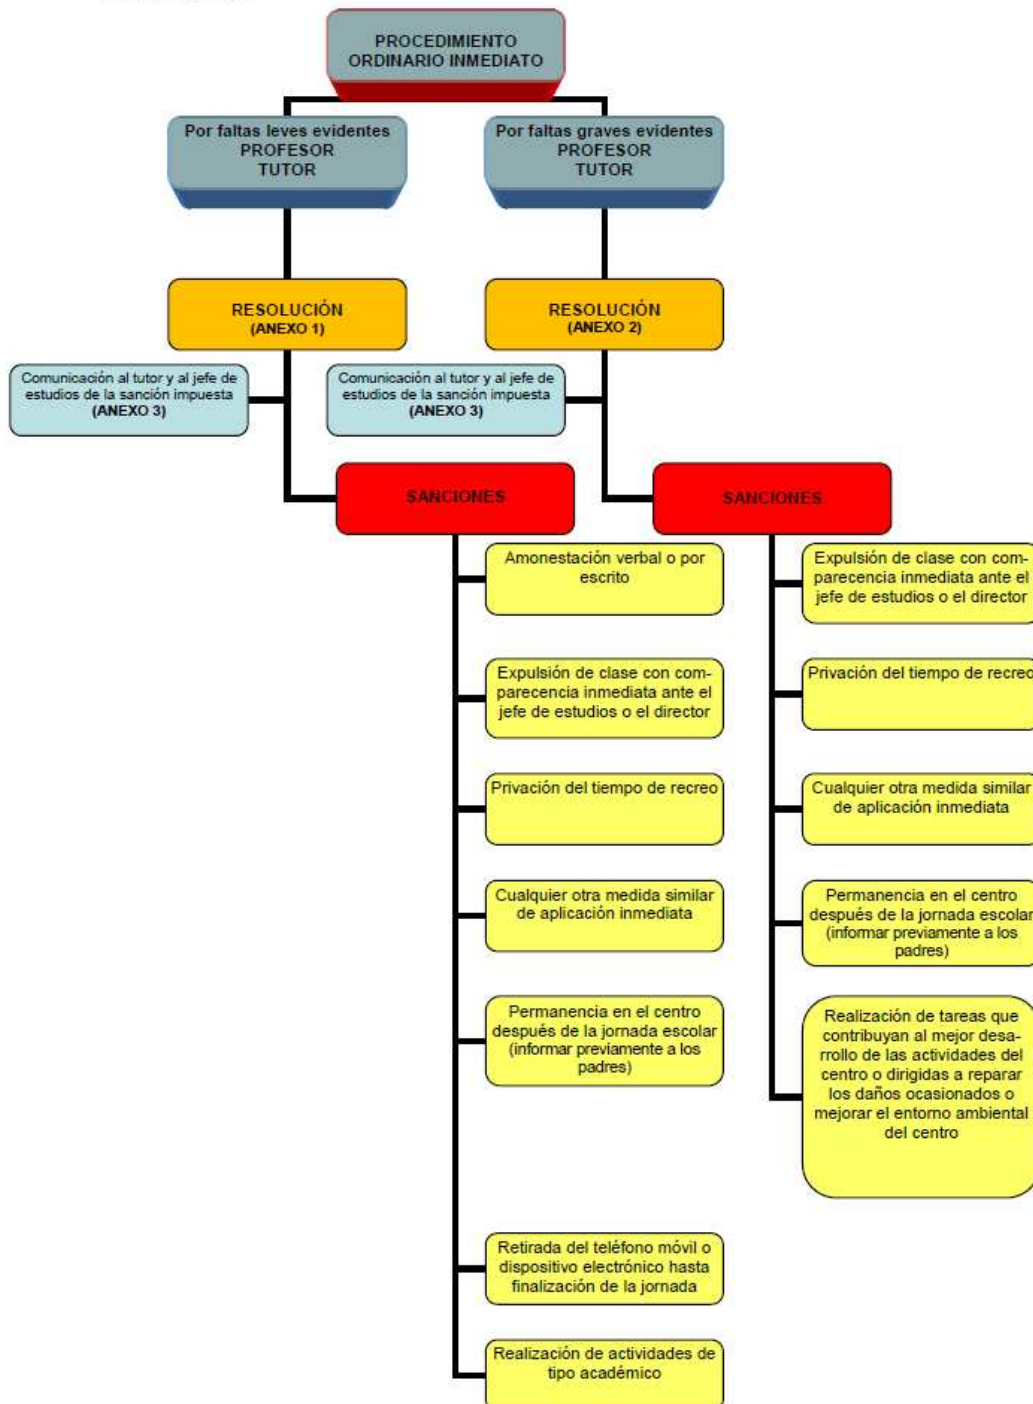 PROCEDIMIENTO
ORDINARIO INMEDIATO
Por faltas leves evidentes
PROFESOR
TUTOR
Por faltas graves evidentes
PROFESOR
TUTOR
RESOLUCIÓN
(ANEXO 1)
RESOLUCIÓN
(ANEXO 2)
Comunicación al tutor y al jefe de
estudios de la sanción impuesta
(ANEXO 3)
Comunicación al tutor y al jefe de
estudios de la sanción impuesta
(ANEXO 3)
SANCIONES
Amonestación verbal o por
escrito
Expulsión de clase con com-
parecencia inmediata ante el
jefe de estudios o el director
Privación del tiempo de recreo
Cualquier otra medida similar
de aplicación inmediata
Permanencia en el centro
después de la jornada escolar
(informar previamente a los
padres)
Retirada del teléfono móvil o
dispositivo electrónico hasta
finalización de la jornada
Realización de actividades de
tipo académico
SANCIONES
Expulsión de clase con com-
parecencia inmediata ante el
jefe de estudios o el director
Privación del tiempo de recreo
Cualquier otra medida similar
de aplicación inmediata
Permanencia en el centro
después de la jornada escolar
(informar previamente a los
padres)
Realización de tareas que
contribuyan al mejor desa-
rrollo de las actividades del
centro o dirigidas a reparar
los daños ocasionados o
mejorar el entorno ambiental
del centro